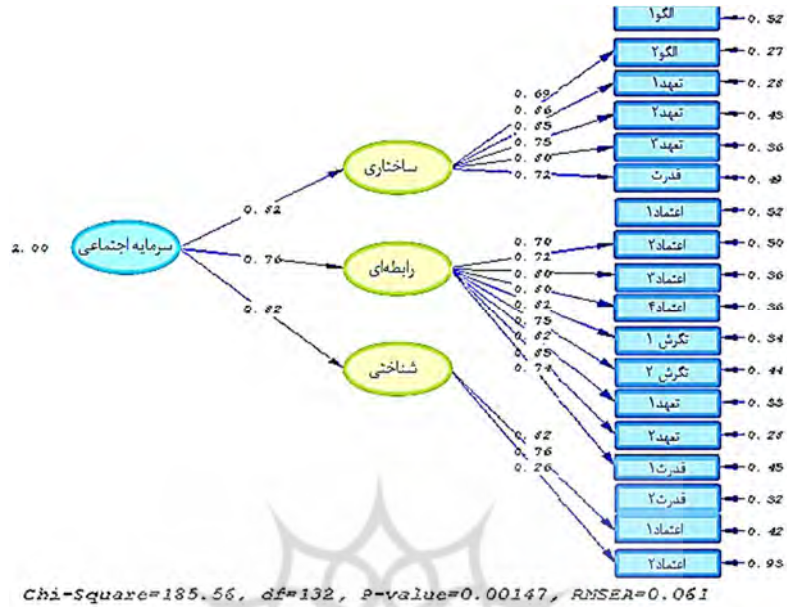 الگو۱ 0.52
الگو۲ 0.27
تعهد۱ 0.28
تعهد۲ 0.43
تعهد۳ 0.36
قدرت 0.49
0.69
0.86
0.85
0.75
0.80
0.72
ساختاری
0.82
2.00 سرمایه اجتماعی
0.76
0.82
رابطه‌ای
شناختی
اعتماد۱ 0.52
اعتماد۲ 0.50
اعتماد۳ 0.36
اعتماد۴ 0.36
نگرش ۱ 0.34
نگرش ۲ 0.44
تعهد۱ 0.33
تعهد۲ 0.28
قدرت۱ 0.45
قدرت۲ 0.32
اعتماد۱ 0.42
اعتماد۲ 0.93
0.70
0.72
0.80
0.80
0.82
0.75
0.82
0.85
0.74
0.82
0.76
0.26
Chi-Square=185.56, df=132, P-value=0.00147, RMSEA=0.061